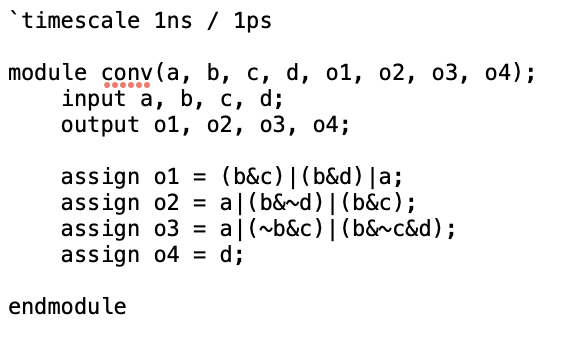 `timescale 1ns / 1ps
module conv(a, b, c, d, o1, o2, o3, o4);
input a, b, c, d;
output o1, o2, o3, o4;
assign o1 = (b&c)|(b&d)|a;
assign o2 = a|(b&~d)|(b&c);
assign o3 = a|(~b&c)|(b&~c&d);
assign o4 = d;
endmodule